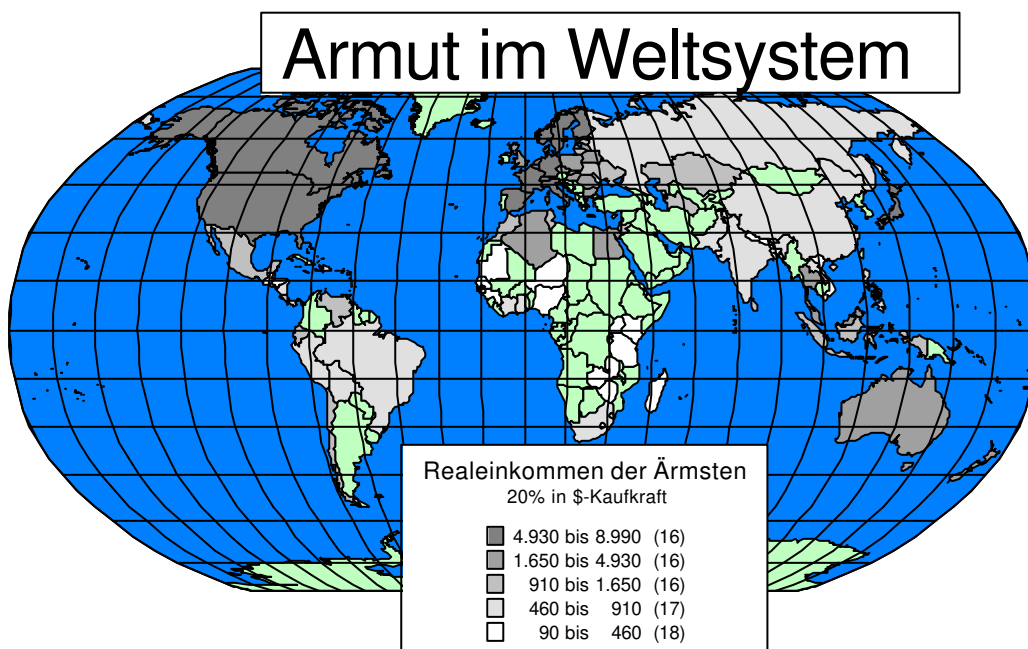 Armut im Weltsystem
Realeinkommen der Ärmsten
20% in $-Kaufkraft
4.930 bis 8.990 (16)
1.650 bis 4.930 (16)
910 bis 1.650 (16)
460 bis 910 (17)
90 bis 460 (18)